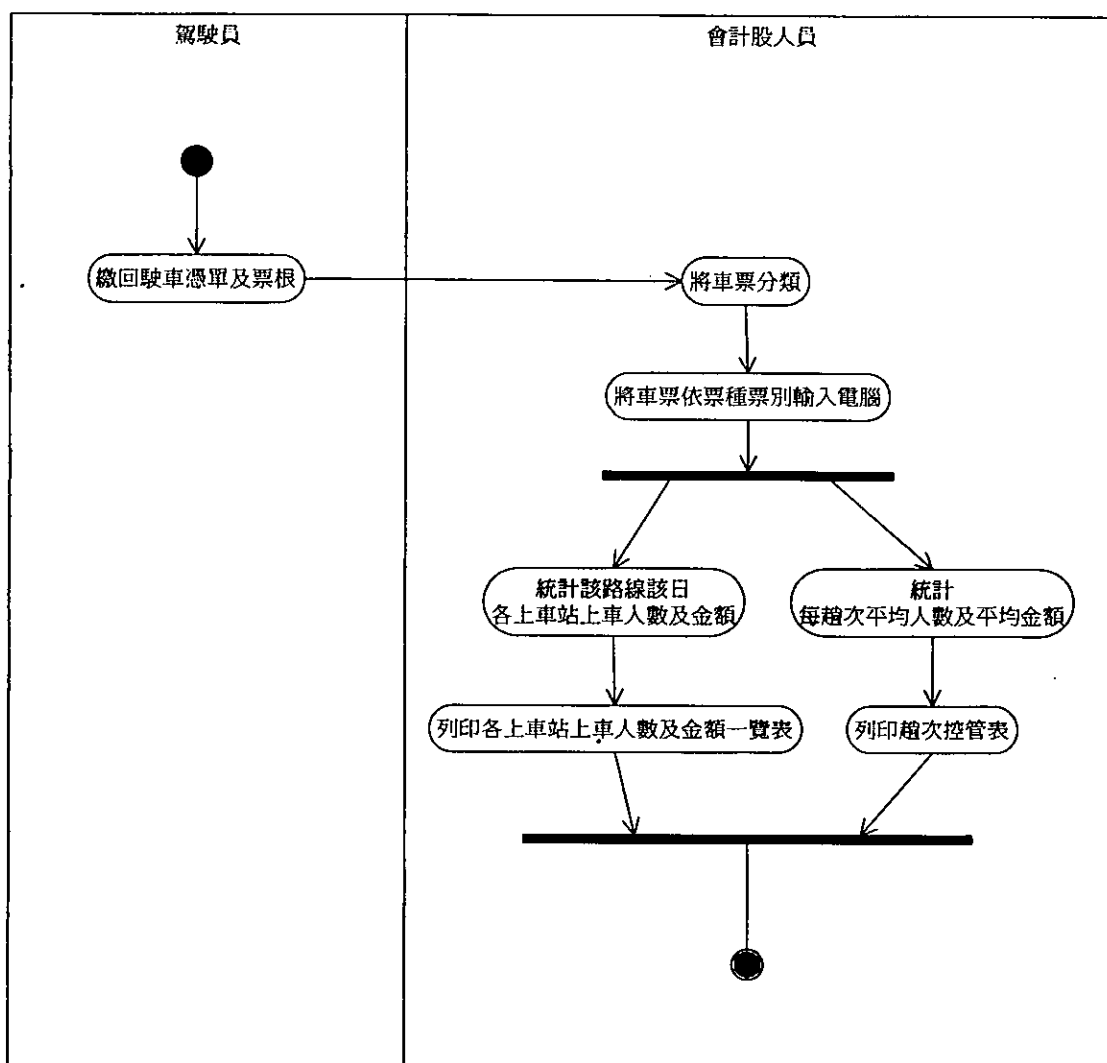 駕駛員
會計股人員
繳回駛車憑單及票根
將車票分類
將車票依票種票別輸入電腦
統計該路線該日
各上車站上車人數及金額
統計
每趟次平均人數及平均金額
列印各上車站上車人數及金額一覽表
列印趟次控管表